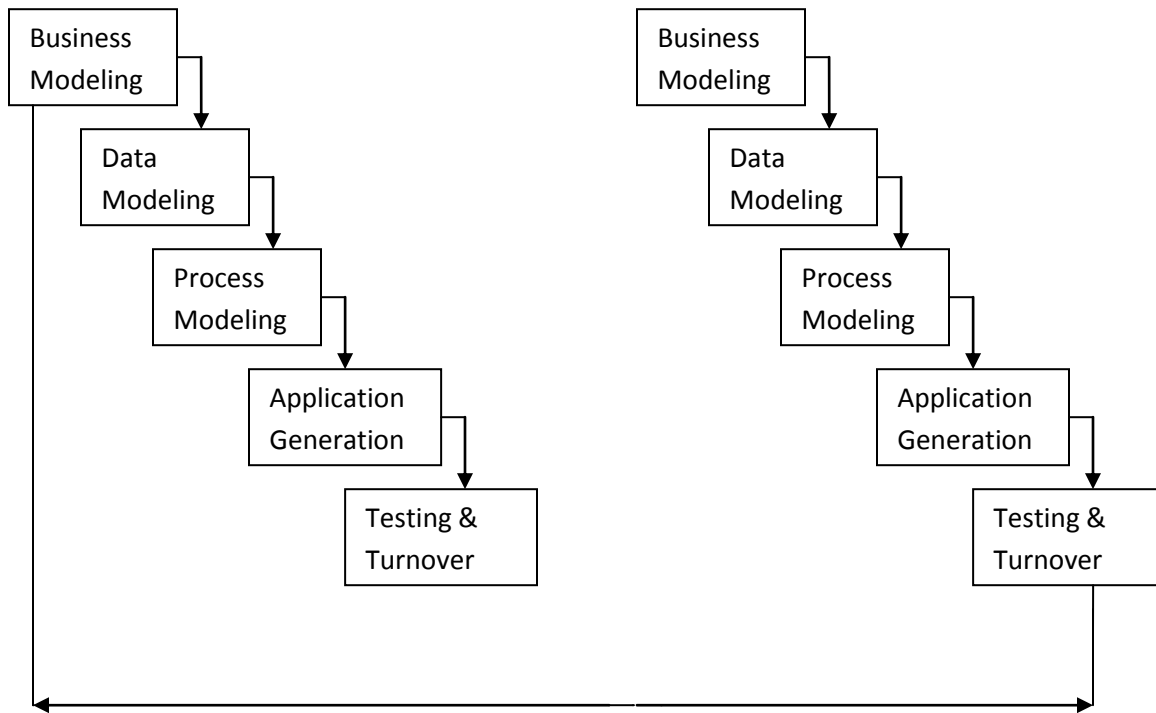 Business
Modeling
Data
Modeling
Process
Modeling
Application
Generation
Testing &
Turnover
Business
Modeling
Data
Modeling
Process
Modeling
Application
Generation
Testing &
Turnover